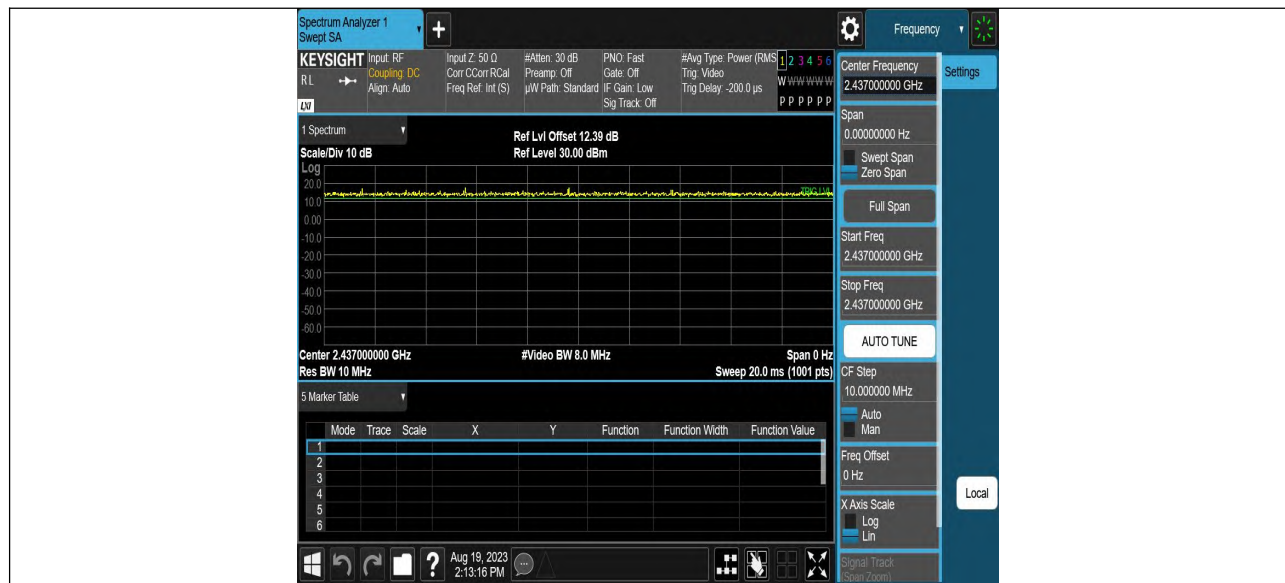 Spectrum Analyzer 1
Swept SA
+
Frequency
KEYSIGHT
R L
LXI
Input: RF
Coupling: DC
Align: Auto
Input Z: 50 Ω
Corr CCorr RCal
Freq Ref: Int (S)
#Atten: 30 dB
Preamp: Off
µW Path: Standard
PNO: Fast
Gate: Off
IF Gain: Low
Sig Track: Off
#Avg Type: Power (RMS
Trig: Video
Trig Delay: -200.0 µs
1 2 3 4 5 6
W W W W W W
P P P P P P
1 Spectrum
Scale/Div 10 dB
Ref Lvl Offset 12.39 dB
Ref Level 30.00 dBm
Log
20.0
10.0
0.00
-10.0
-20.0
-30.0
-40.0
-50.0
-60.0
TRIG LVL
Center 2.437000000 GHz
#Video BW 8.0 MHz
Span 0 Hz
Res BW 10 MHz
Sweep 20.0 ms (1001 pts)
5 Marker Table
Mode Trace Scale X Y Function Function Width Function Value
1
2
3
4
5
6
Aug 19, 2023
2:13:16 PM
Center Frequency
2.437000000 GHz
Settings
Span
0.00000000 Hz
Swept Span
Zero Span
Full Span
Start Freq
2.437000000 GHz
Stop Freq
2.437000000 GHz
AUTO TUNE
CF Step
10.000000 MHz
Auto
Man
Freq Offset
0 Hz
X Axis Scale
Log
Lin
Local
Signal Track
(Span Zoom)